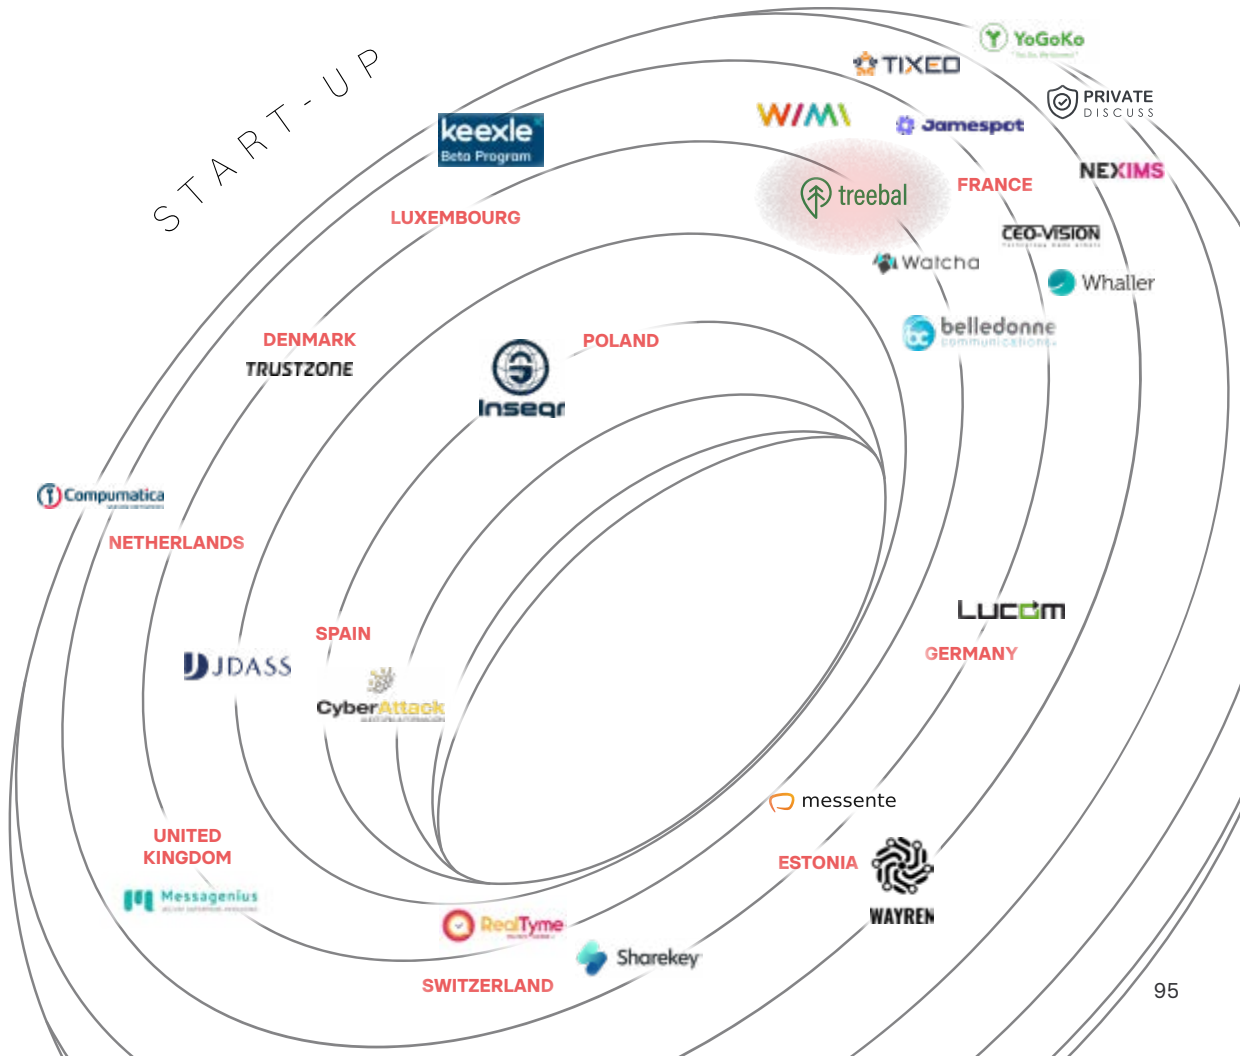 START-UP
YoGoKo
TIXEO
PRIVATE
DISCUSS
WIMI
Jamespot
keexle
Beta Program
NEXIMS
FRANCE
treebal
LUXEMBOURG
CEO-VISION
Watcha
Whaller
belledonne
communications
DENMARK
TRUSTZONE
POLAND
Inseqr
Compumatica
NETHERLANDS
LUCOM
SPAIN
GERMANY
JDASS
CyberAttack
messente
UNITED
KINGDOM
ESTONIA
Messagenius
WAYREN
RealTyme
Sharekey
SWITZERLAND
95